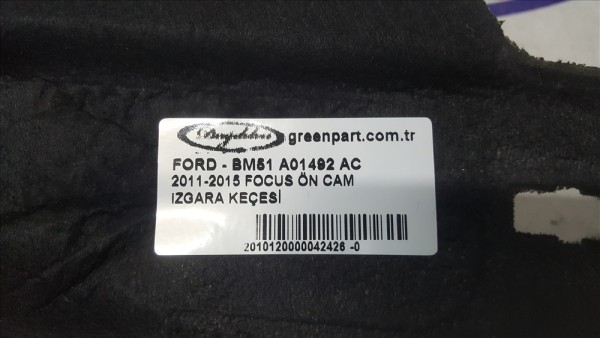 greenpart.com.tr
FORD - BM51 A01492 AC
2011-2015 FOCUS ÖN CAM
IZGARA KEÇESİ
2010120000042426 -0